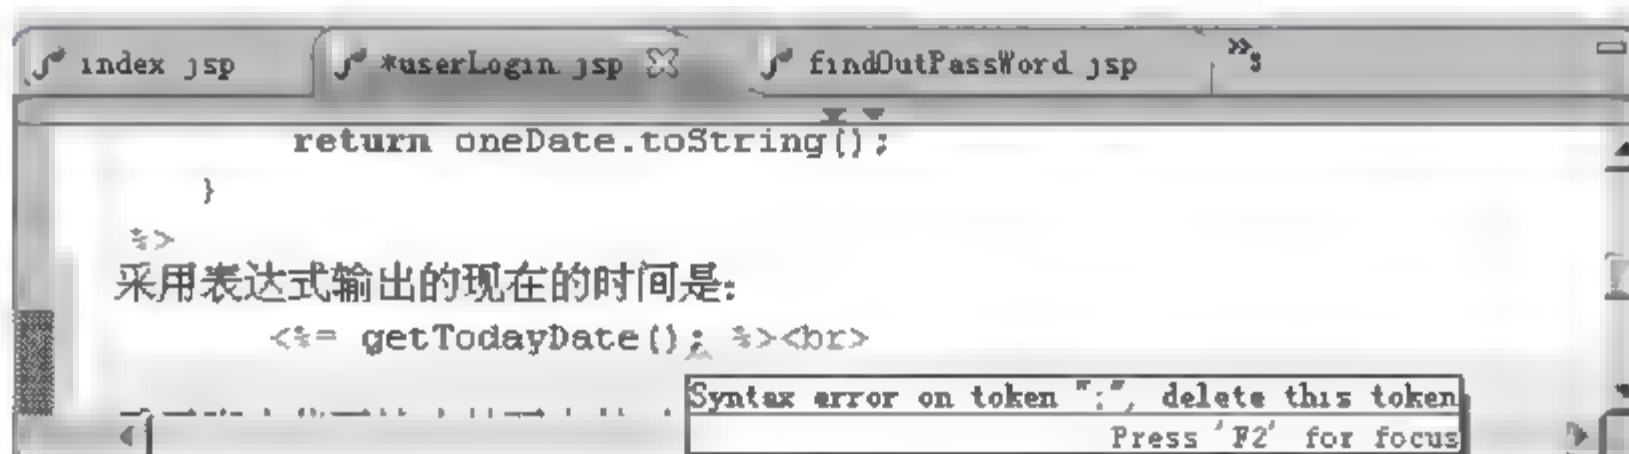 index jsp *userLogin jsp findOutPassWord jsp »3
return oneDate.toString();
}
%>
采用表达式输出的现在的时间是:
<%= getTodayDate(); %><br>
Syntax error on token ";", delete this token
Press 'F2' for focus